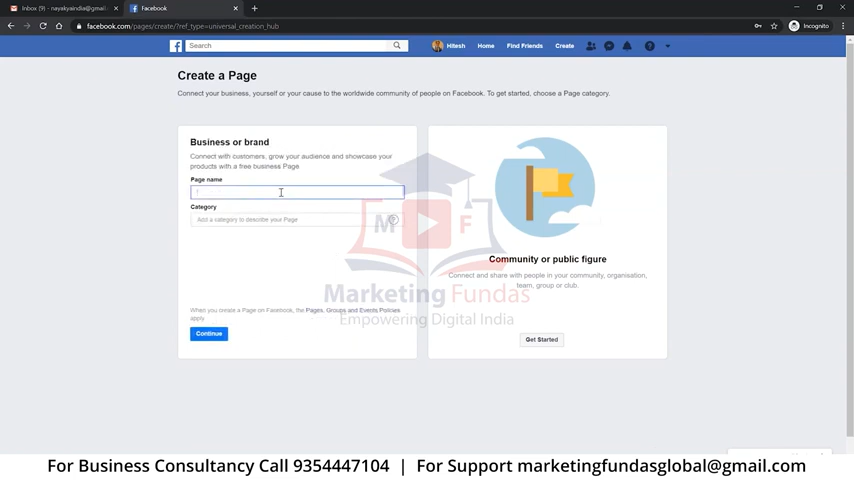 Inbox (9) - nayakyaindia@gmail
Facebook
facebook.com/pages/create/?ref_type=universal_creation_hub
Incognito
Search
Hitesh
Home
Find Friends
Create
Create a Page
Connect your business, yourself or your cause to the worldwide community of people on Facebook. To get started, choose a Page category.
Business or brand
Connect with customers, grow your audience and showcase your
products with a free business Page
Page name
Category
Add a category to describe your Page
When you create a Page on Facebook, the Pages, Groups and Events Policies
apply
Continue
Community or public figure
Connect and share with people in your community, organisation,
team, group or club.
Get Started
M F
Marketing Fundas
Empowering Digital India
For Business Consultancy Call 9354447104 | For Support marketingfundasglobal@gmail.com